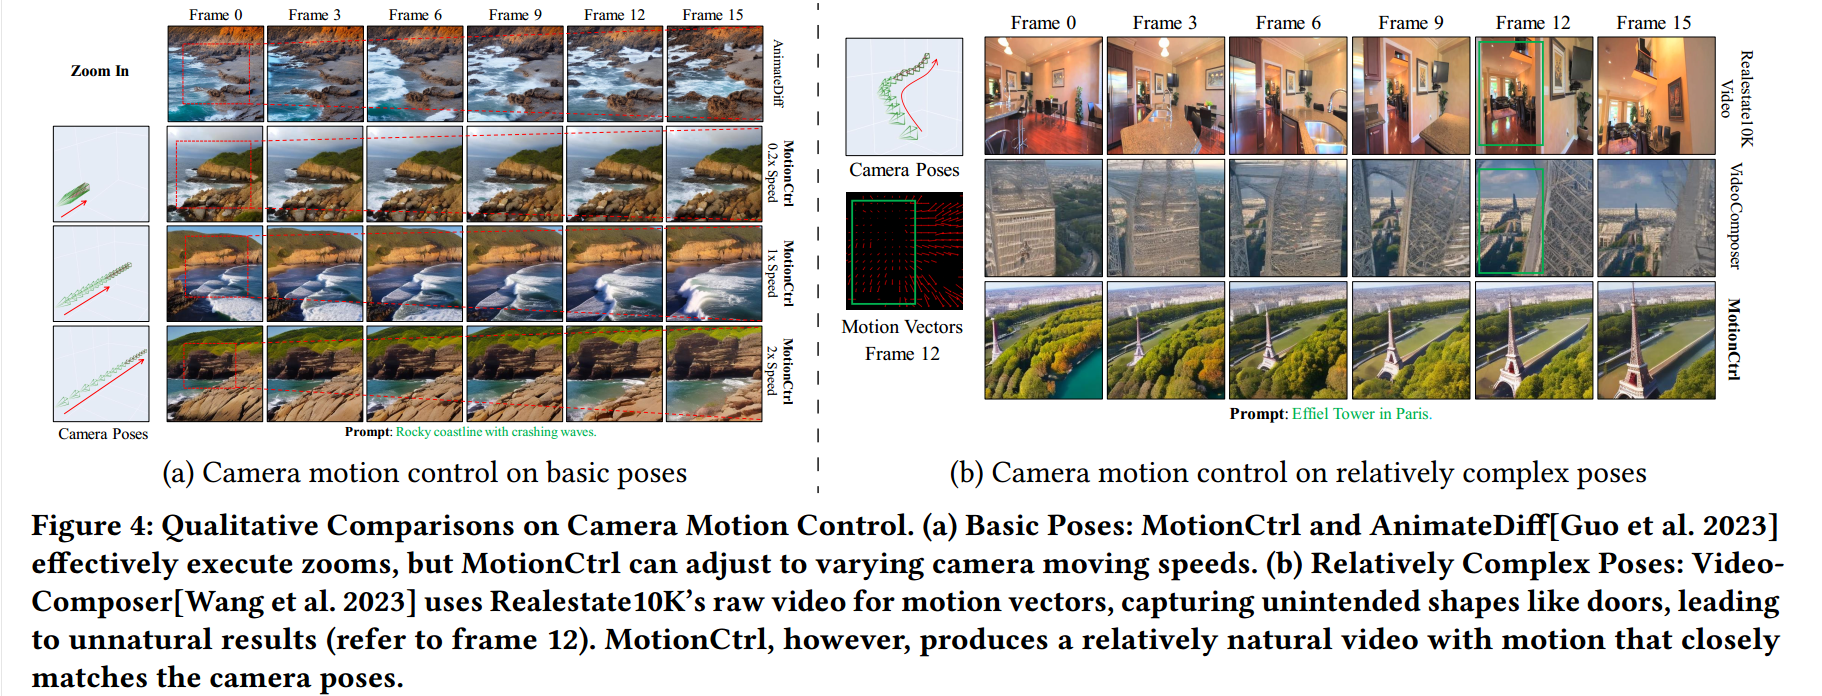 Frame 0 Frame 3 Frame 6 Frame 9 Frame 12 Frame 15
Zoom In
AnimateDiff
MotionCtrl
0.2x Speed
MotionCtrl
1x Speed
MotionCtrl
2x Speed
Camera Poses
Prompt: Rocky coastline with crashing waves.
(a) Camera motion control on basic poses
Frame 0 Frame 3 Frame 6 Frame 9 Frame 12 Frame 15
Realestate10K
Video
Camera Poses
VideoComposer
Motion Vectors
Frame 12
MotionCtrl
Prompt: Effiel Tower in Paris.
(b) Camera motion control on relatively complex poses
Figure 4: Qualitative Comparisons on Camera Motion Control. (a) Basic Poses: MotionCtrl and AnimateDiff[Guo et al. 2023]
effectively execute zooms, but MotionCtrl can adjust to varying camera moving speeds. (b) Relatively Complex Poses: Video-
Composer[Wang et al. 2023] uses Realestate10K’s raw video for motion vectors, capturing unintended shapes like doors, leading
to unnatural results (refer to frame 12). MotionCtrl, however, produces a relatively natural video with motion that closely
matches the camera poses.